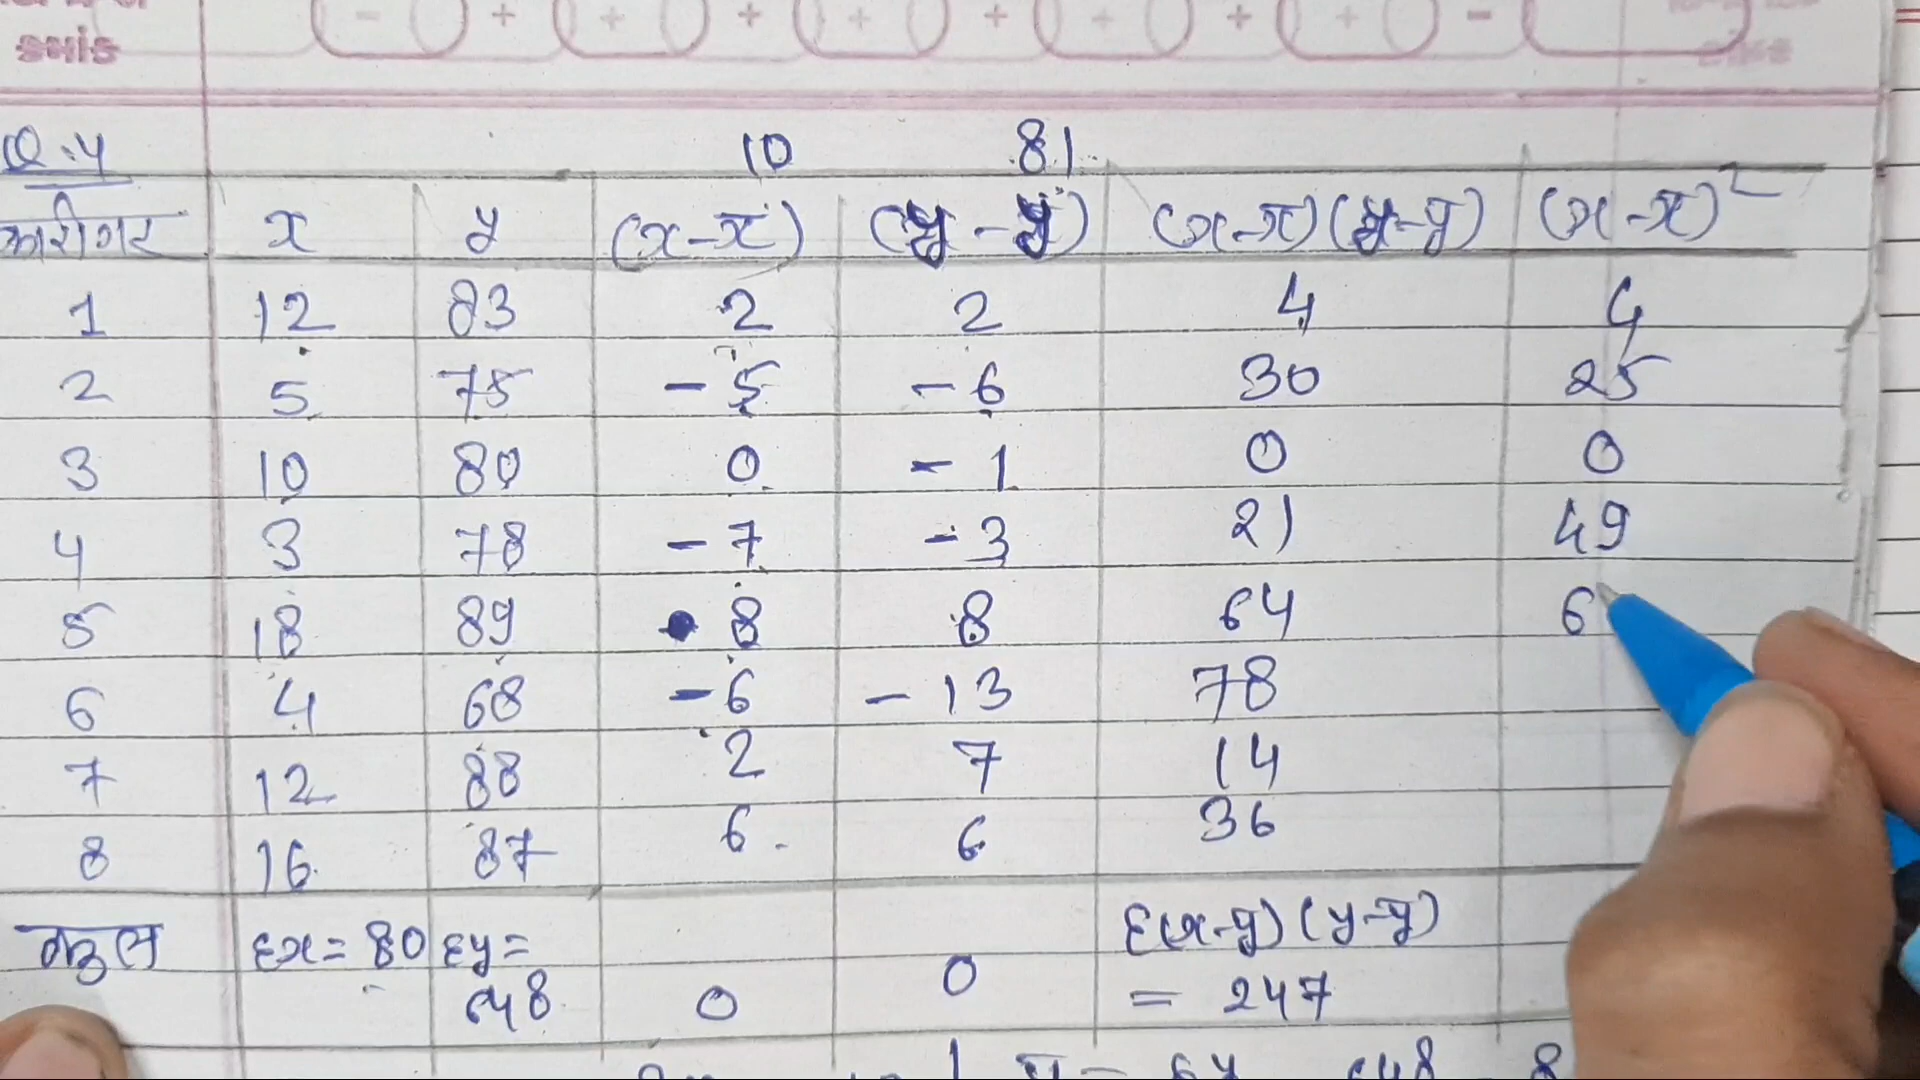 Q.4
10 81
कारीगर x y (x-x̄) (y-ȳ) (x-x̄)(y-ȳ) (x-x̄)²
1 12 83 2 2 4 4
2 5 75 -5 -6 30 25
3 10 80 0 -1 0 0
4 3 78 -7 -3 21 49
5 18 89 8 8 64 6
6 4 68 -6 -13 78
7 12 88 2 7 14
8 16 87 6 6 36
कुल Σx=80 Σy= Σ(x-ȳ)(y-ȳ)
648 0 0 = 247